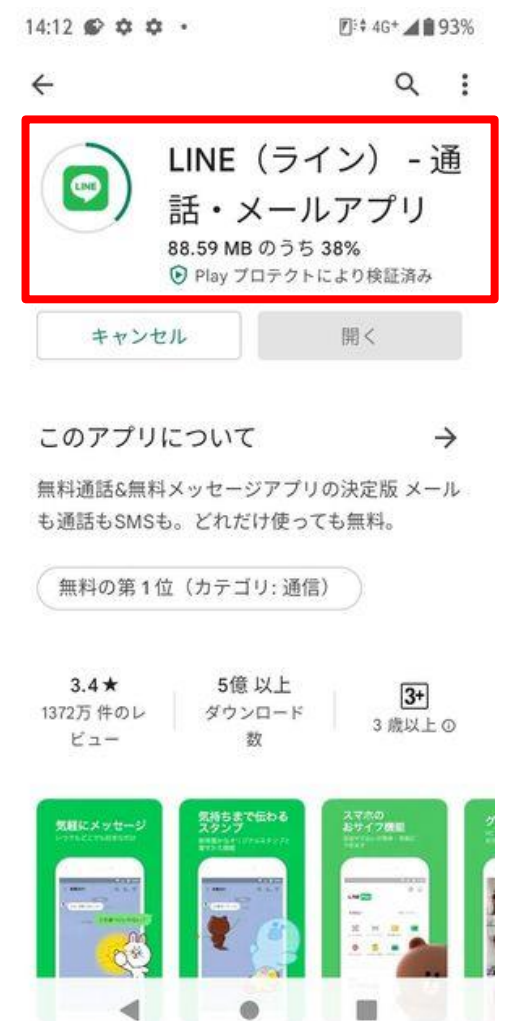 14:12
4G+ 93%
LINE（ライン） - 通
話・メールアプリ
88.59 MB のうち 38%
Play プロテクトにより検証済み
LINE
キャンセル
開く
このアプリについて
無料通話&無料メッセージアプリの決定版 メール
も通話もSMSも。どれだけ使っても無料。
無料の第 1 位（カテゴリ: 通信）
3.4★
1372万 件のレ
ビュー
5億 以上
ダウンロード
数
3+
3 歳以上
気軽にメッセージ
気持ちまで伝わる
スタンプ
スマホの
おサイフ機能